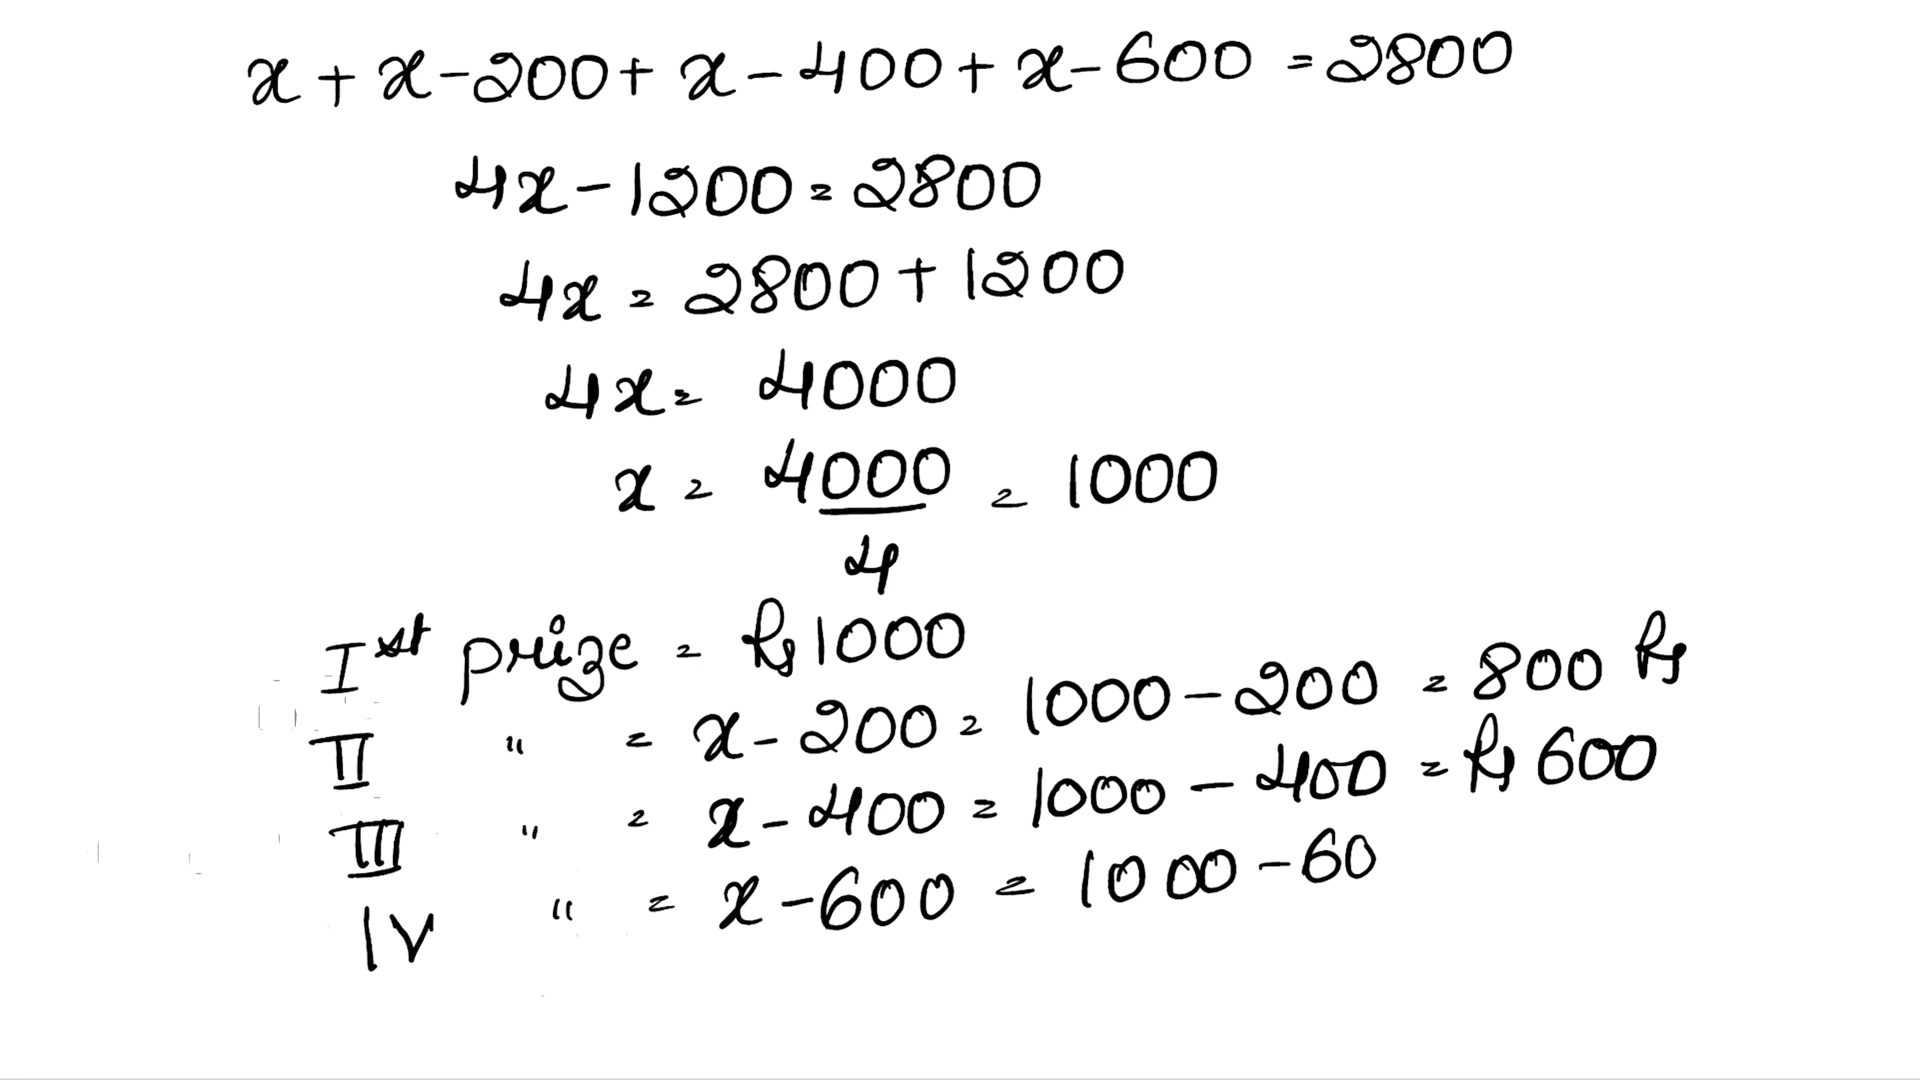 x + x - 200 + x - 400 + x - 600 = 2800
4x - 1200 = 2800
4x = 2800 + 1200
4x = 4000
x = 4000/4 = 1000
Ist prize = Rs 1000
II " = x - 200 = 1000 - 200 = 800 Rs
III " = x - 400 = 1000 - 400 = Rs 600
IV " = x - 600 = 1000 - 60